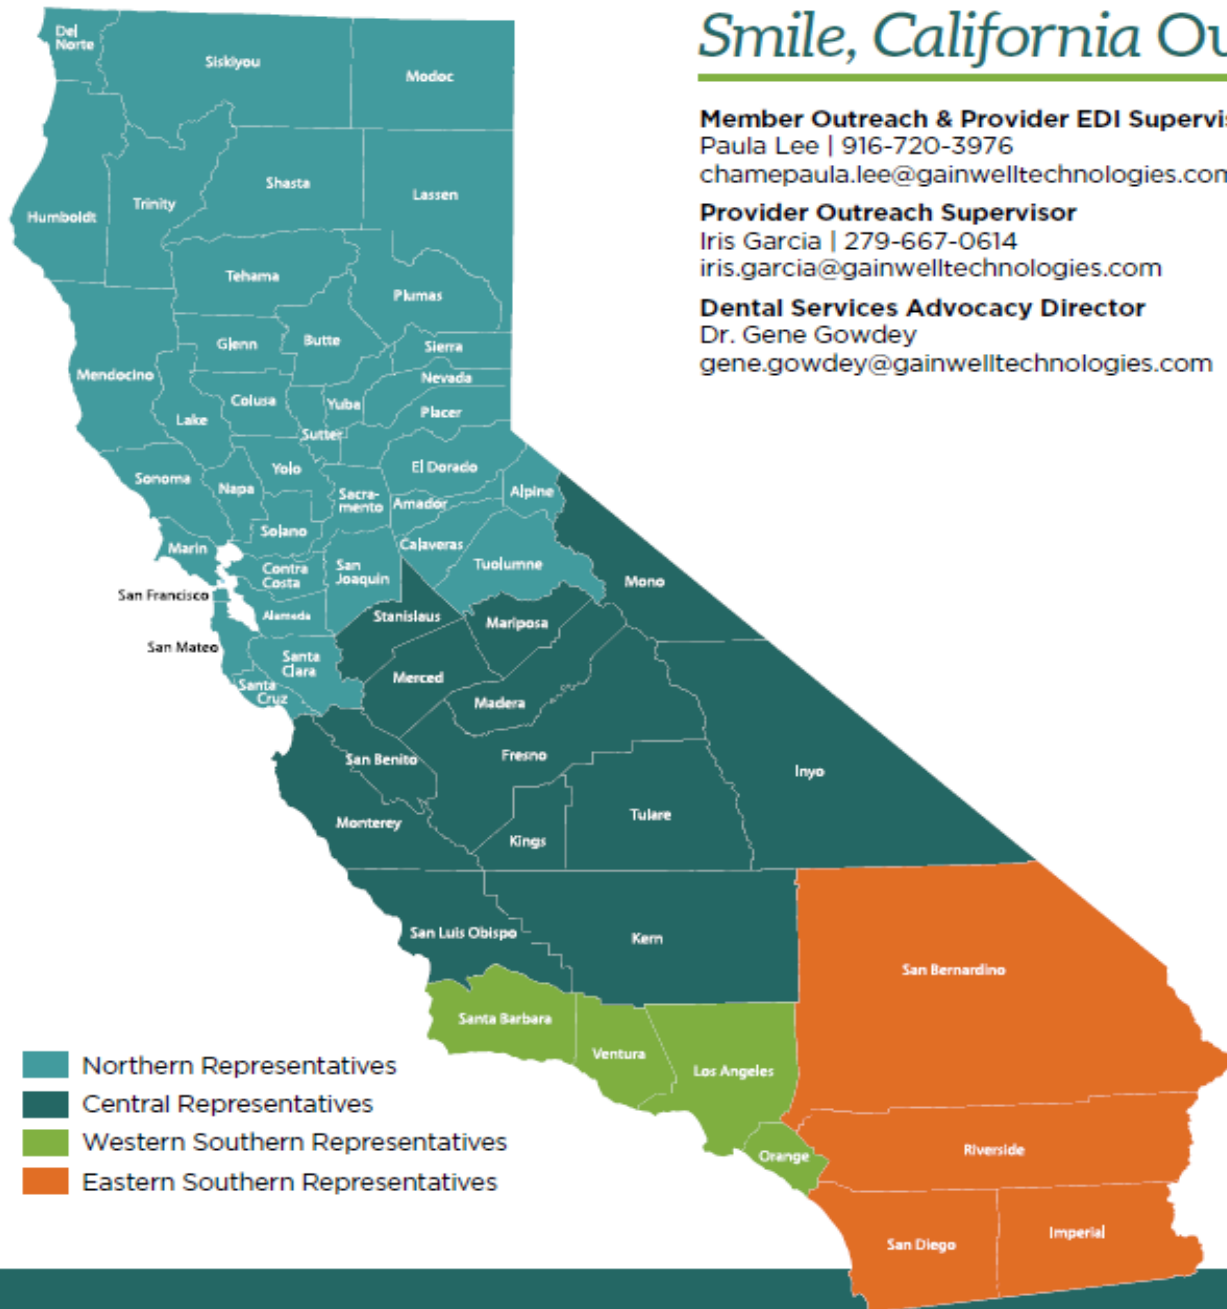 Smile, California Ou
Member Outreach & Provider EDI Supervis
Paula Lee | 916-720-3976
chamepaula.lee@gainwelltechnologies.com
Provider Outreach Supervisor
Iris Garcia | 279-667-0614
iris.garcia@gainwelltechnologies.com
Dental Services Advocacy Director
Dr. Gene Gowdey
gene.gowdey@gainwelltechnologies.com
Del
Norte
Siskiyou
Modoc
Humboldt
Trinity
Shasta
Lassen
Tehama
Plumas
Mendocino
Glenn
Butte
Sierra
Nevada
Lake
Colusa
Yuba
Placer
Sutter
Sonoma
Napa
Yolo
El Dorado
Sacra-
mento
Amador
Alpine
Solano
Marin
Calaveras
Contra
Costa
San
Joaquin
Tuolumne
San Francisco
Alameda
Stanislaus
Mariposa
Mono
San Mateo
Santa
Clara
Merced
Santa
Cruz
Madera
San Benito
Fresno
Inyo
Monterey
Kings
Tulare
San Luis Obispo
Kern
San Bernardino
Santa Barbara
Ventura
Los Angeles
Orange
Riverside
San Diego
Imperial
Northern Representatives
Central Representatives
Western Southern Representatives
Eastern Southern Representatives